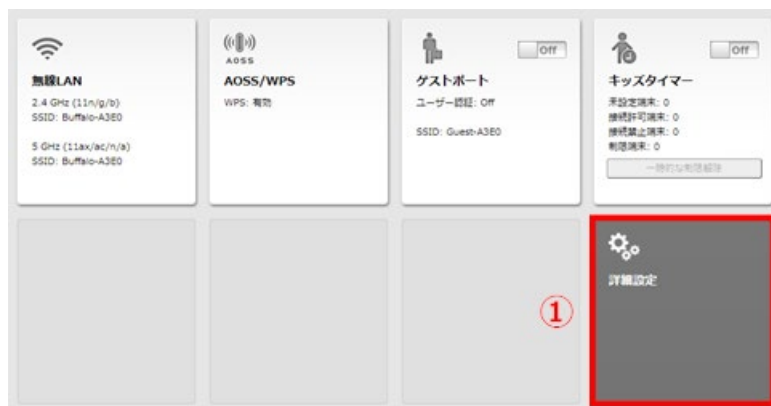 無線LAN
2.4 GHz (11n/g/b)
SSID: Buffalo-A3E0
5 GHz (11ax/ac/n/a)
SSID: Buffalo-A3E0
AOSS
AOSS/WPS
WPS: 有効
Off
ゲストポート
ユーザー認証: Off
SSID: Guest-A3E0
Off
キッズタイマー
未設定端末: 0
接続許可端末: 0
接続禁止端末: 0
制限端末: 0
一時的な制限解除
①
詳細設定